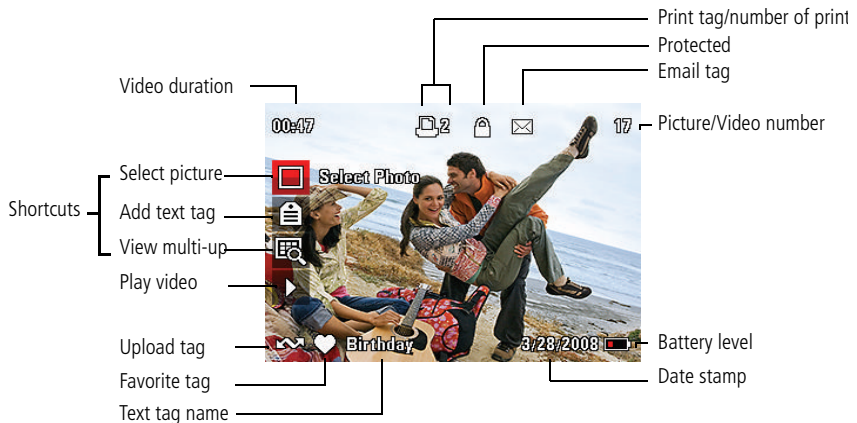 Print tag/number of print
Protected
Email tag
Video duration
00:47
2
17
Picture/Video number
Select picture
Select Photo
Shortcuts
Add text tag
View multi-up
Play video
Upload tag
Birthday
3/28/2008
Battery level
Favorite tag
Date stamp
Text tag name